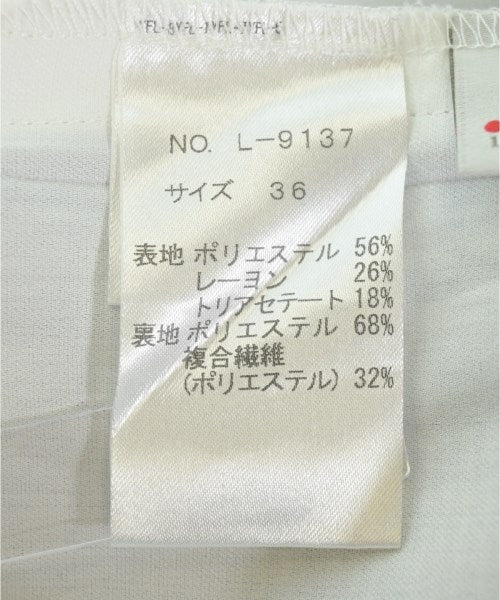 NO. L-9137
サイズ 36
表地 ポリエステル 56%
レーヨン 26%
トリアセテート 18%
裏地 ポリエステル 68%
複合繊維
(ポリエステル) 32%